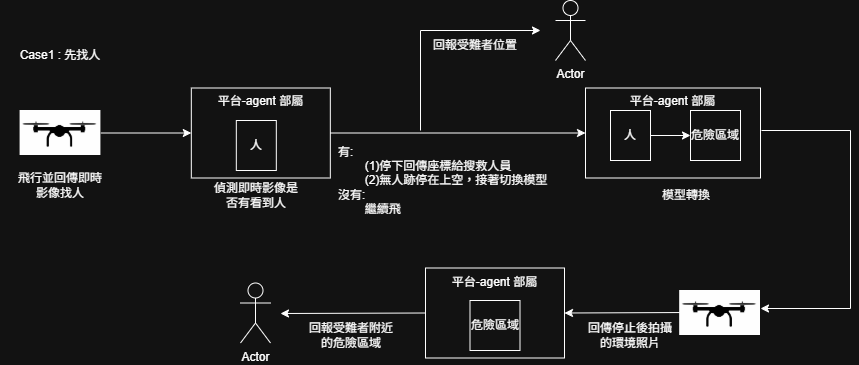 Case1 : 先找人
回報受難者位置
Actor
平台-agent 部屬
人
飛行並回傳即時
影像找人
偵測即時影像是
否有看到人
有:
(1)停下回傳座標給搜救人員
(2)無人跡停在上空，接著切換模型
沒有:
繼續飛
平台-agent 部屬
人
危險區域
模型轉換
Actor
回報受難者附近
的危險區域
平台-agent 部屬
危險區域
回傳停止後拍攝
的環境照片